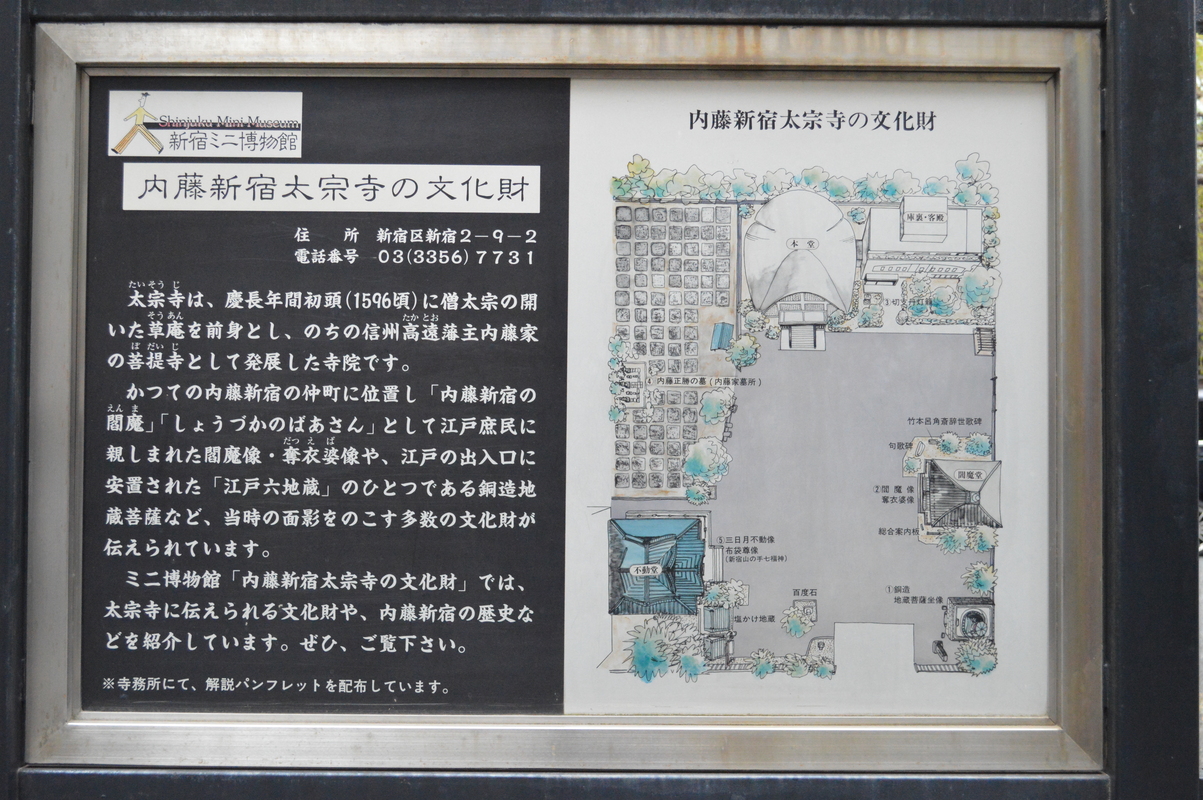 Shinjuku Mini Museum
新宿ミニ博物館
内藤新宿太宗寺の文化財
住　所　新宿区新宿2－9－2
電話番号　03(3356)7731
たいそうじ
太宗寺は、慶長年間初頭(1596頃)に僧太宗の開
そうあん　たかとお
いた草庵を前身とし、のちの信州高遠藩主内藤家
ぼだいじ
の菩提寺として発展した寺院です。
かつての内藤新宿の仲町に位置し「内藤新宿の
えんま
閻魔」「しょうづかのばあさん」として江戸庶民に
だつえば
親しまれた閻魔像・奪衣婆像や、江戸の出入口に
安置された「江戸六地蔵」のひとつである銅造地
蔵菩薩など、当時の面影をのこす多数の文化財が
伝えられています。
ミニ博物館「内藤新宿太宗寺の文化財」では、
太宗寺に伝えられる文化財や、内藤新宿の歴史な
どを紹介しています。ぜひ、ご覧下さい。
※寺務所にて、解説パンフレットを配布しています。
内藤新宿太宗寺の文化財
庫裏・客殿
本堂
③切支丹灯籠
④内藤正勝の墓(内藤家墓所)
竹本呂角斎辞世歌碑
句歌碑
閻魔堂
②閻魔像
奪衣婆像
総合案内板
⑤三日月不動像
布袋尊像
(新宿山の手七福神)
不動堂
①銅造
地蔵菩薩坐像
百度石
塩かけ地蔵